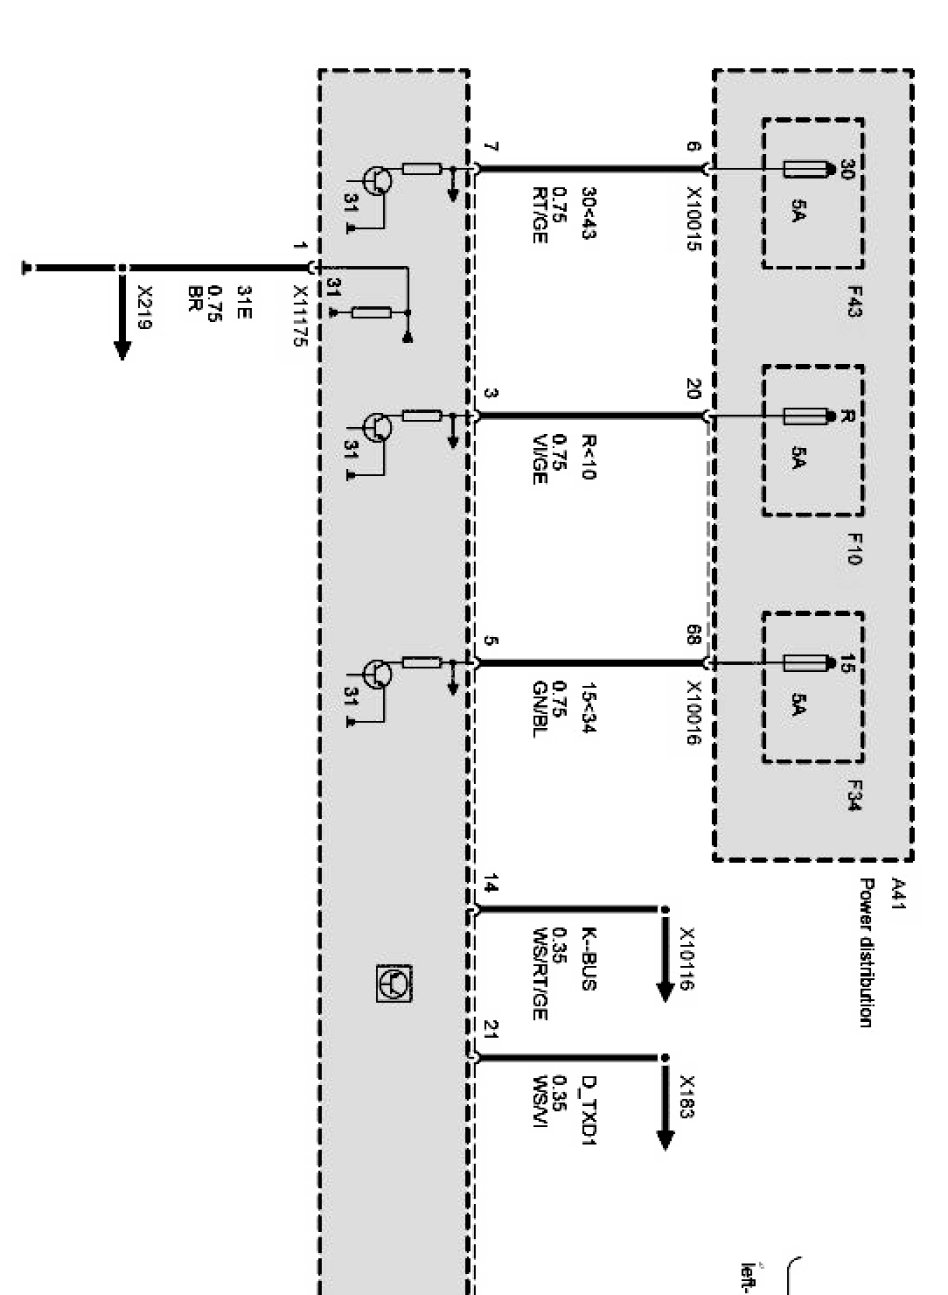 A41
Power distribution
30
5A
F43
R
5A
F10
15
5A
F34
6
X10015
20
68
X10016
30<43
0.75
RT/GE
R<10
0.75
VI/GE
15<34
0.75
GN/BL
X10116
K--BUS
0.35
WS/RT/GE
X183
D_TXD1
0.35
WS/VI
7
3
5
14
21
31
31
31
31
1
X11175
31E
0.75
BR
X219
left-